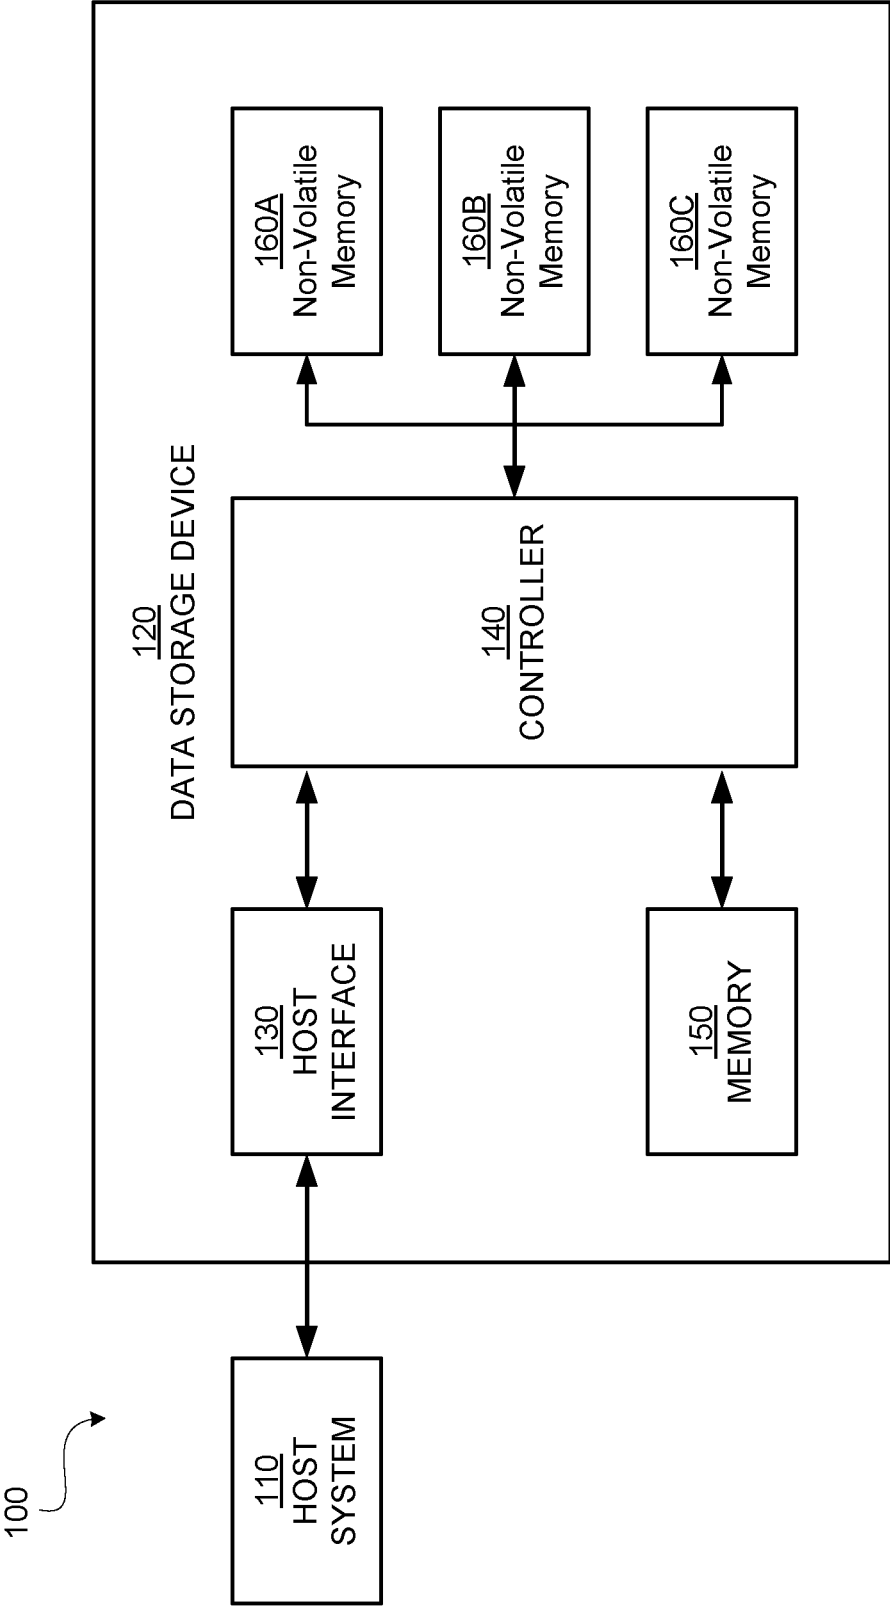 100
120
DATA STORAGE DEVICE
110
HOST
SYSTEM
130
HOST
INTERFACE
140
CONTROLLER
160A
Non-Volatile
Memory
160B
Non-Volatile
Memory
150
MEMORY
160C
Non-Volatile
Memory